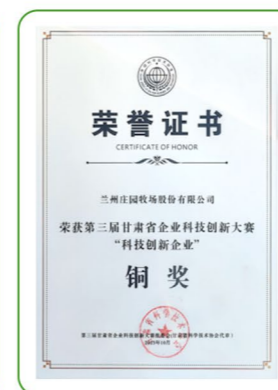 荣誉证书
CERTIFICATE OF HONOR
兰州庄园牧场股份有限公司
荣获第三届甘肃省企业科技创新大赛
“科技创新企业”
铜奖